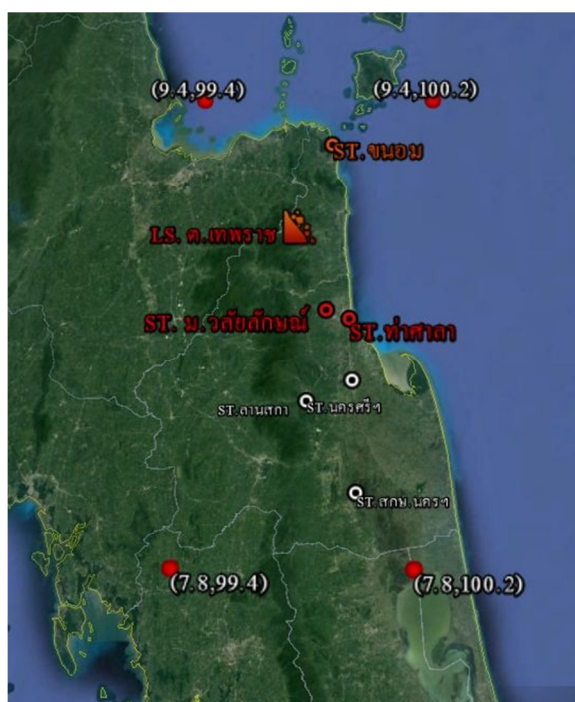 (9.4,99.4)
(9.4,100.2)
ST.ขนอม
LS. ต.เทพราช
ST. ม.วลัยลักษณ์
ST.ท่าศาลา
ST.ลานสกา
ST.นครศรีฯ
ST.สกษ.นครฯ
(7.8,99.4)
(7.8,100.2)